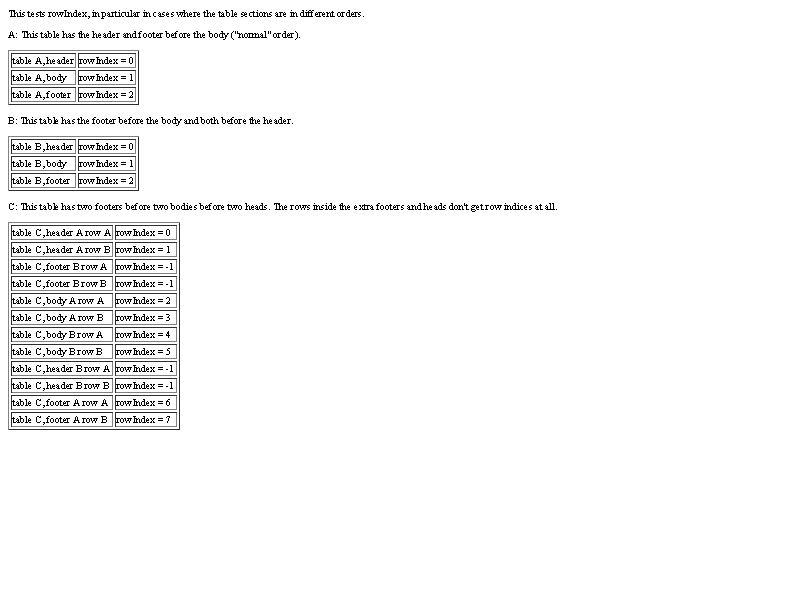 This tests rowIndex, in particular in cases where the table sections are in different orders.
A: This table has the header and footer before the body ("normal" order).
table A, header rowIndex = 0
table A, body rowIndex = 1
table A, footer rowIndex = 2
B: This table has the footer before the body and both before the header.
table B, header rowIndex = 0
table B, body rowIndex = 1
table B, footer rowIndex = 2
C: This table has two footers before two bodies before two heads. The rows inside the extra footers and heads don't get row indices at all.
table C, header A row A rowIndex = 0
table C, header A row B rowIndex = 1
table C, footer B row A rowIndex = -1
table C, footer B row B rowIndex = -1
table C, body A row A rowIndex = 2
table C, body A row B rowIndex = 3
table C, body B row A rowIndex = 4
table C, body B row B rowIndex = 5
table C, header B row A rowIndex = -1
table C, header B row B rowIndex = -1
table C, footer A row A rowIndex = 6
table C, footer A row B rowIndex = 7